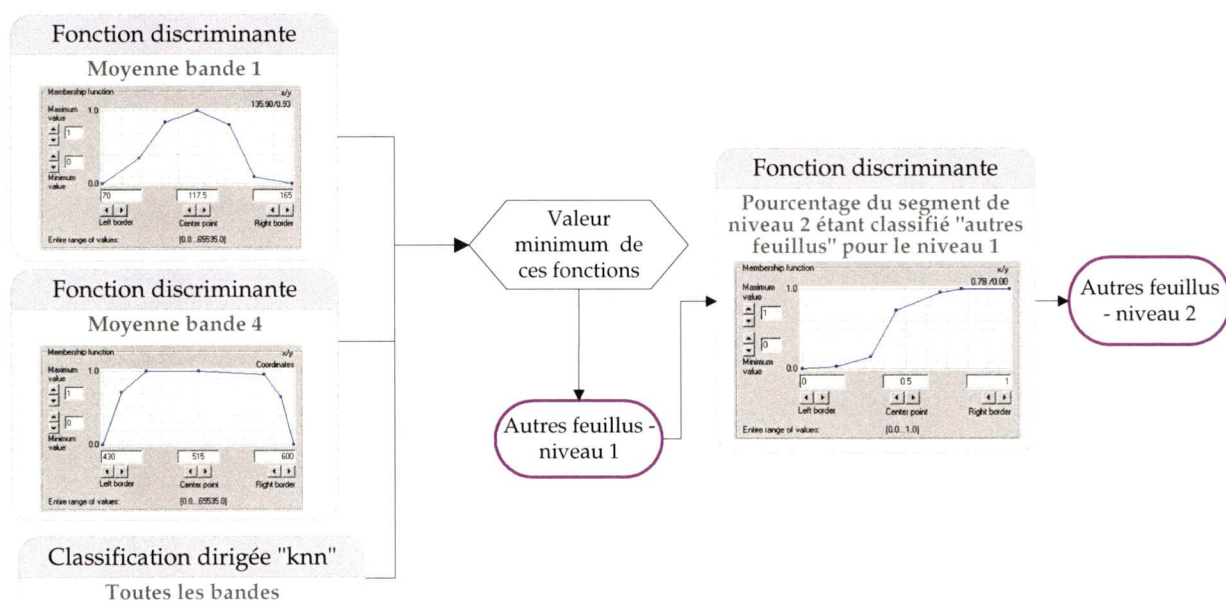 Fonction discriminante
Moyenne bande 1
Membership function
x/y
135.90/0.93
Maximum
value
1.0
1
0
Minimum
value
0.0
70
117.5
165
Left border
Center point
Right border
Entire range of values:
[0.0...65535.0]
Fonction discriminante
Moyenne bande 4
Membership function
x/y
Coordinates
Maximum
value
1.0
1
0
Minimum
value
0.0
430
515
600
Left border
Center point
Right border
Entire range of values:
[0.0...65535.0]
Classification dirigée "knn"
Toutes les bandes
Valeur
minimum de
ces fonctions
Autres feuillus -
niveau 1
Fonction discriminante
Pourcentage du segment de
niveau 2 étant classifié "autres
feuillus" pour le niveau 1
Membership function
x/y
0.78 /0.00
Maximum
value
1.0
1
0
Minimum
value
0.0
0
0.5
1
Left border
Center point
Right border
Entire range of values:
[0.0...1.0]
Autres feuillus
- niveau 2